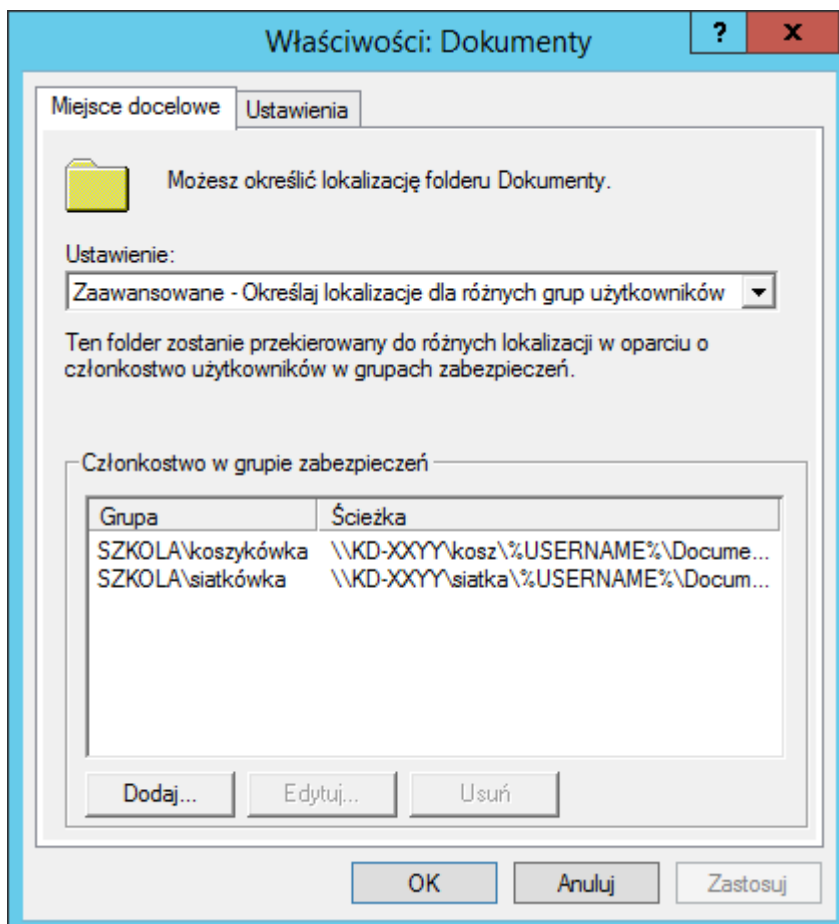 Właściwości: Dokumenty
?
x
Miejsce docelowe
Ustawienia
Możesz określić lokalizację folderu Dokumenty.
Ustawienie:
Zaawansowane - Określaj lokalizacje dla różnych grup użytkowników
Ten folder zostanie przekierowany do różnych lokalizacji w oparciu o
członkostwo użytkowników w grupach zabezpieczeń.
Członkostwo w grupie zabezpieczeń
Grupa Ścieżka
SZKOLA\koszykówka \\KD-XXYY\kosz\%USERNAME%\Docume...
SZKOLA\siatkówka \\KD-XXYY\siatka\%USERNAME%\Docum...
Dodaj... Edytuj... Usuń
OK Anuluj Zastosuj